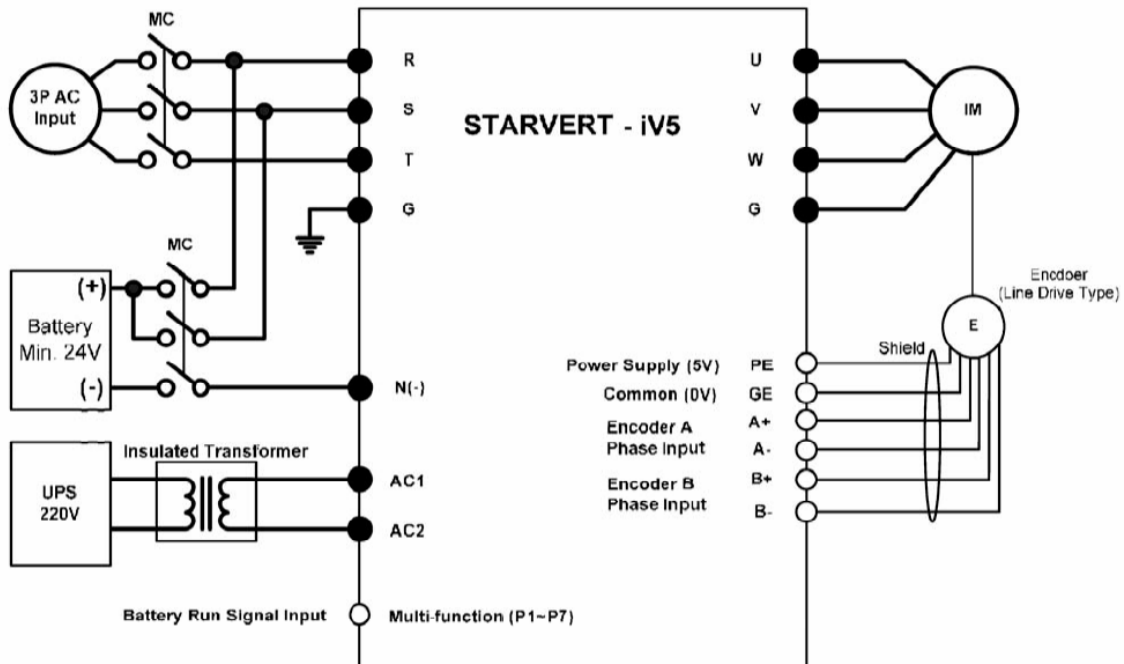 MC
3P AC
Input
R
S
T
G
STARVERT - iV5
U
V
W
G
IM
MC
(+)
Battery
Min. 24V
(-)
N(-)
Encdoer
(Line Drive Type)
E
Shield
Power Supply (5V) PE
Common (0V) GE
Encoder A
Phase Input
A+
A-
Encoder B
Phase Input
B+
B-
Insulated Transformer
UPS
220V
AC1
AC2
Battery Run Signal Input
Multi-function (P1~P7)